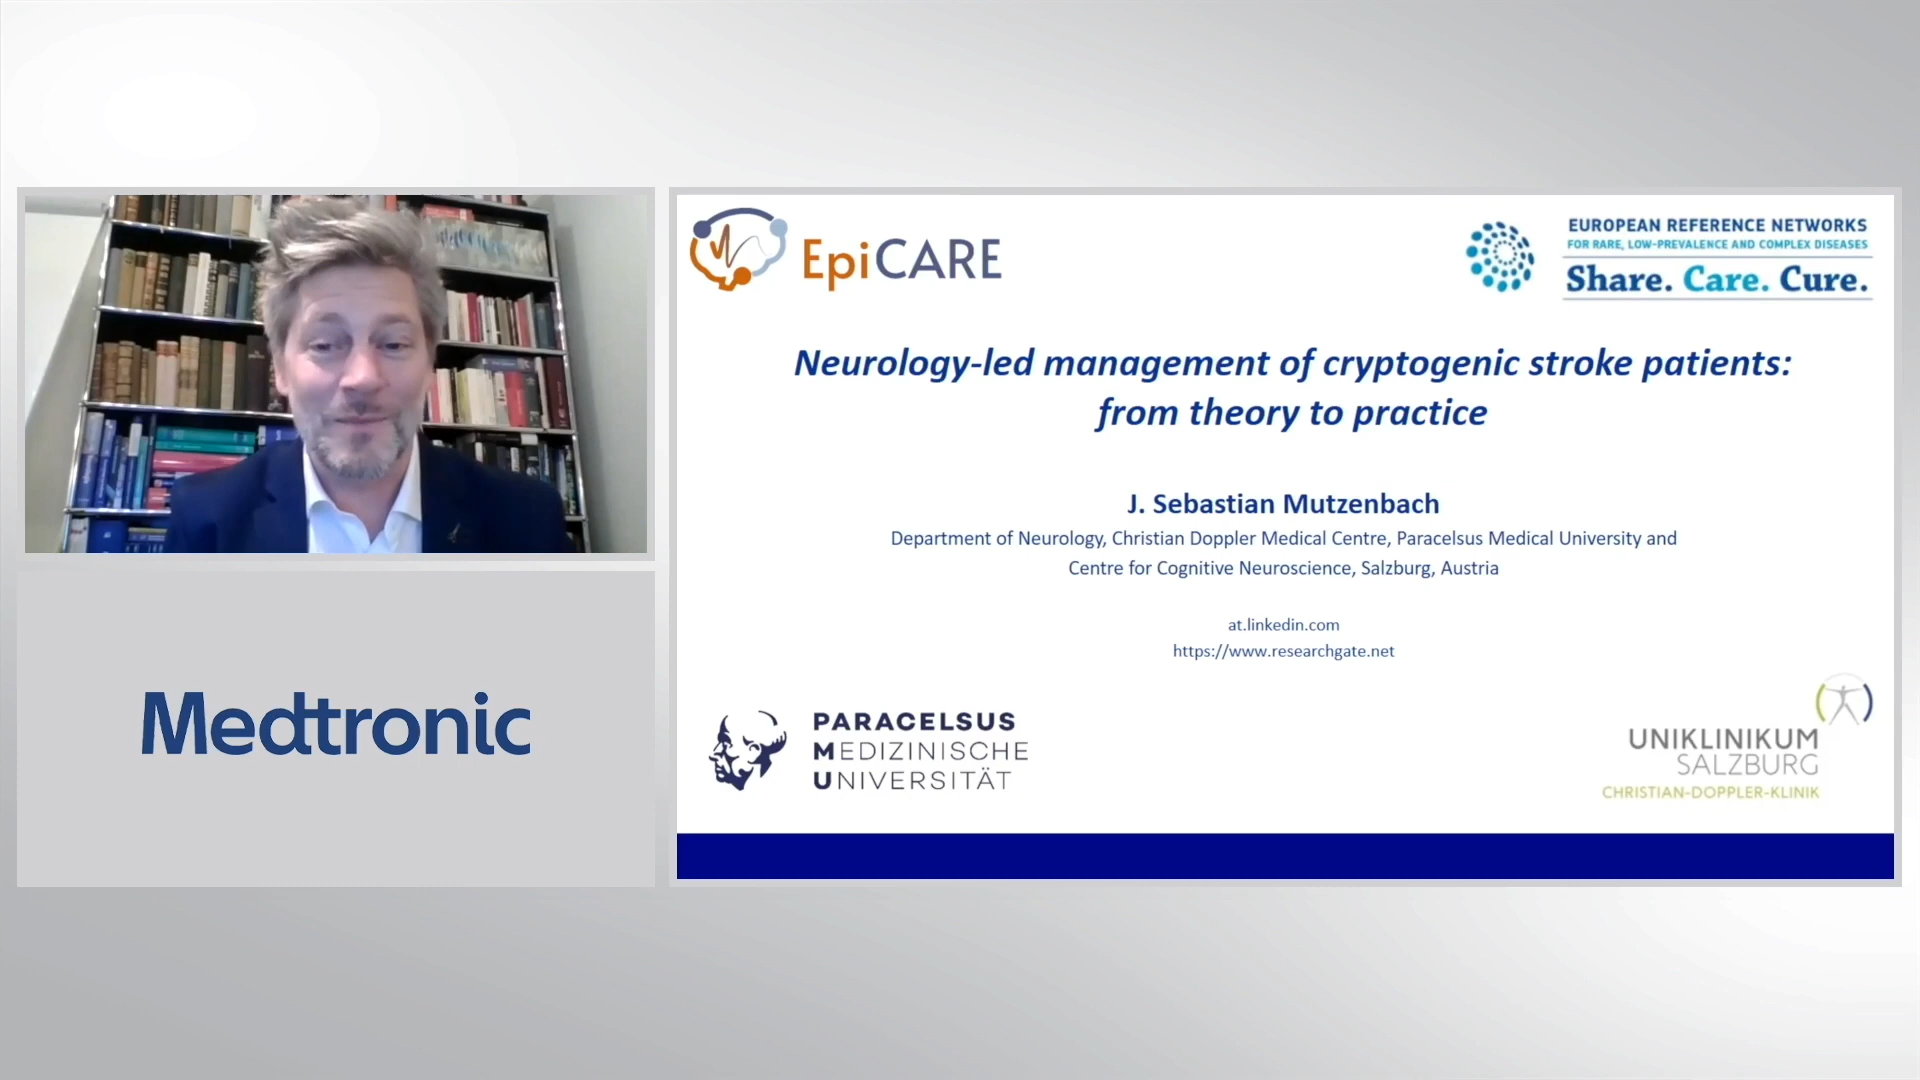 EpiCARE
EUROPEAN REFERENCE NETWORKS
FOR RARE, LOW-PREVALENCE AND COMPLEX DISEASES
Share. Care. Cure.
Neurology-led management of cryptogenic stroke patients:
from theory to practice
J. Sebastian Mutzenbach
Department of Neurology, Christian Doppler Medical Centre, Paracelsus Medical University and
Centre for Cognitive Neuroscience, Salzburg, Austria
at.linkedin.com
https://www.researchgate.net
PARACELSUS
MEDIZINISCHE
UNIVERSITÄT
UNIKLINIKUM
SALZBURG
CHRISTIAN-DOPPLER-KLINIK
Medtronic